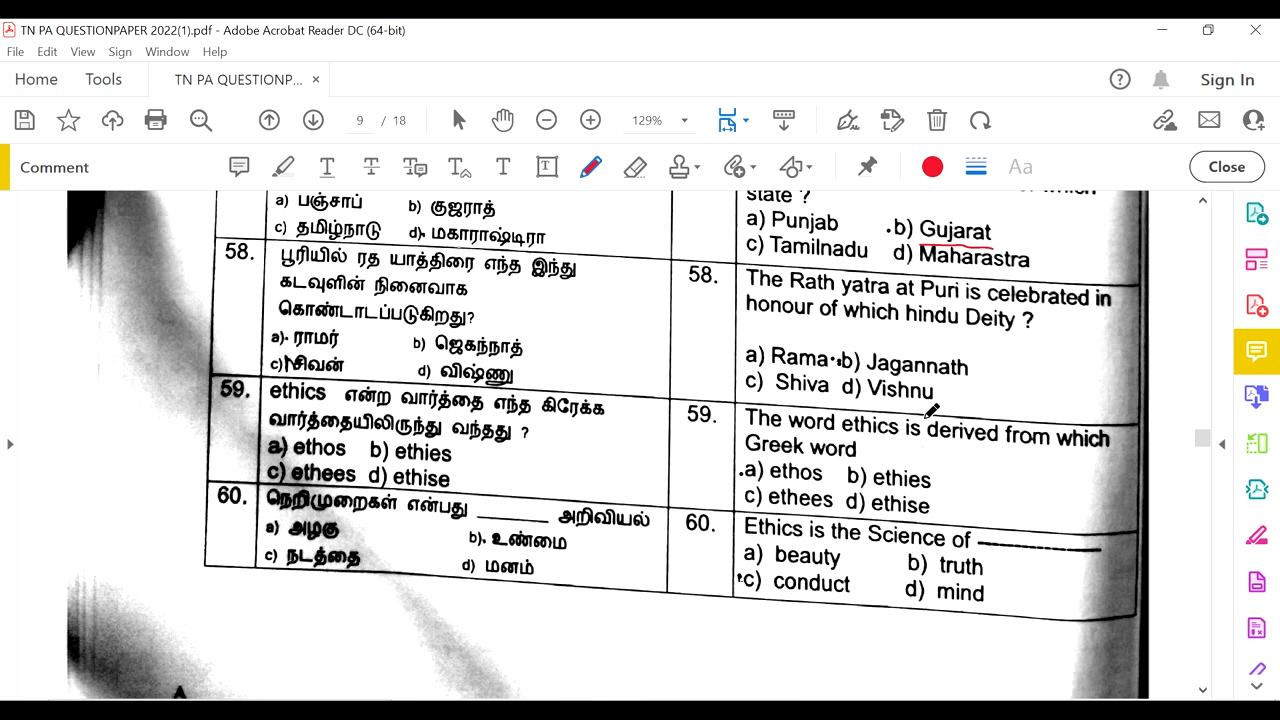 TN PA QUESTIONPAPER 2022(1).pdf - Adobe Acrobat Reader DC (64-bit)
File Edit View Sign Window Help
Home Tools TN PA QUESTIONP... × Sign In
9 / 18 129%
Comment Aa Close
a) பஞ்சாப் b) குஜராத்
c) தமிழ்நாடு d). மகாராஷ்டிரா
58. பூரியில் ரத யாத்திரை எந்த இந்து
கடவுளின் நினைவாக
கொண்டாடப்படுகிறது?
a). ராமர் b) ஜெகந்நாத்
c) சிவன் d) விஷ்ணு
59. ethics என்ற வார்த்தை எந்த கிரேக்க
வார்த்தையிலிருந்து வந்தது ?
a) ethos b) ethies
c) ethees d) ethise
60. நெறிமுறைகள் என்பது ______ அறிவியல்
a) அழகு b). உண்மை
c) நடத்தை d) மனம்
which
state ?
a) Punjab .b) Gujarat
c) Tamilnadu d) Maharastra
58. The Rath yatra at Puri is celebrated in
honour of which hindu Deity ?
a) Rama b) Jagannath
c) Shiva d) Vishnu
59. The word ethics is derived from which
Greek word
.a) ethos b) ethies
c) ethees d) ethise
60. Ethics is the Science of __________
a) beauty b) truth
c) conduct d) mind